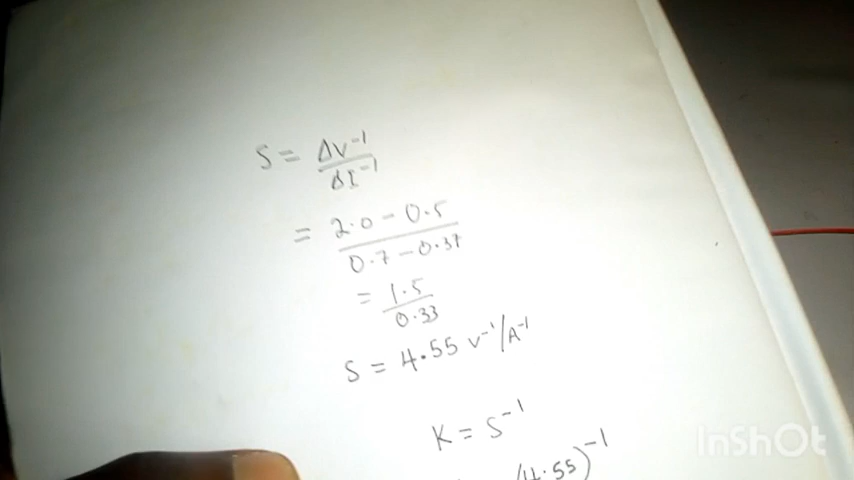 S = ΔV⁻¹/ΔI⁻¹
= 2.0 - 0.5/0.7 - 0.37
= 1.5/0.33
S = 4.55 V⁻¹/A⁻¹
K = S⁻¹
(4.55)⁻¹
InShOt